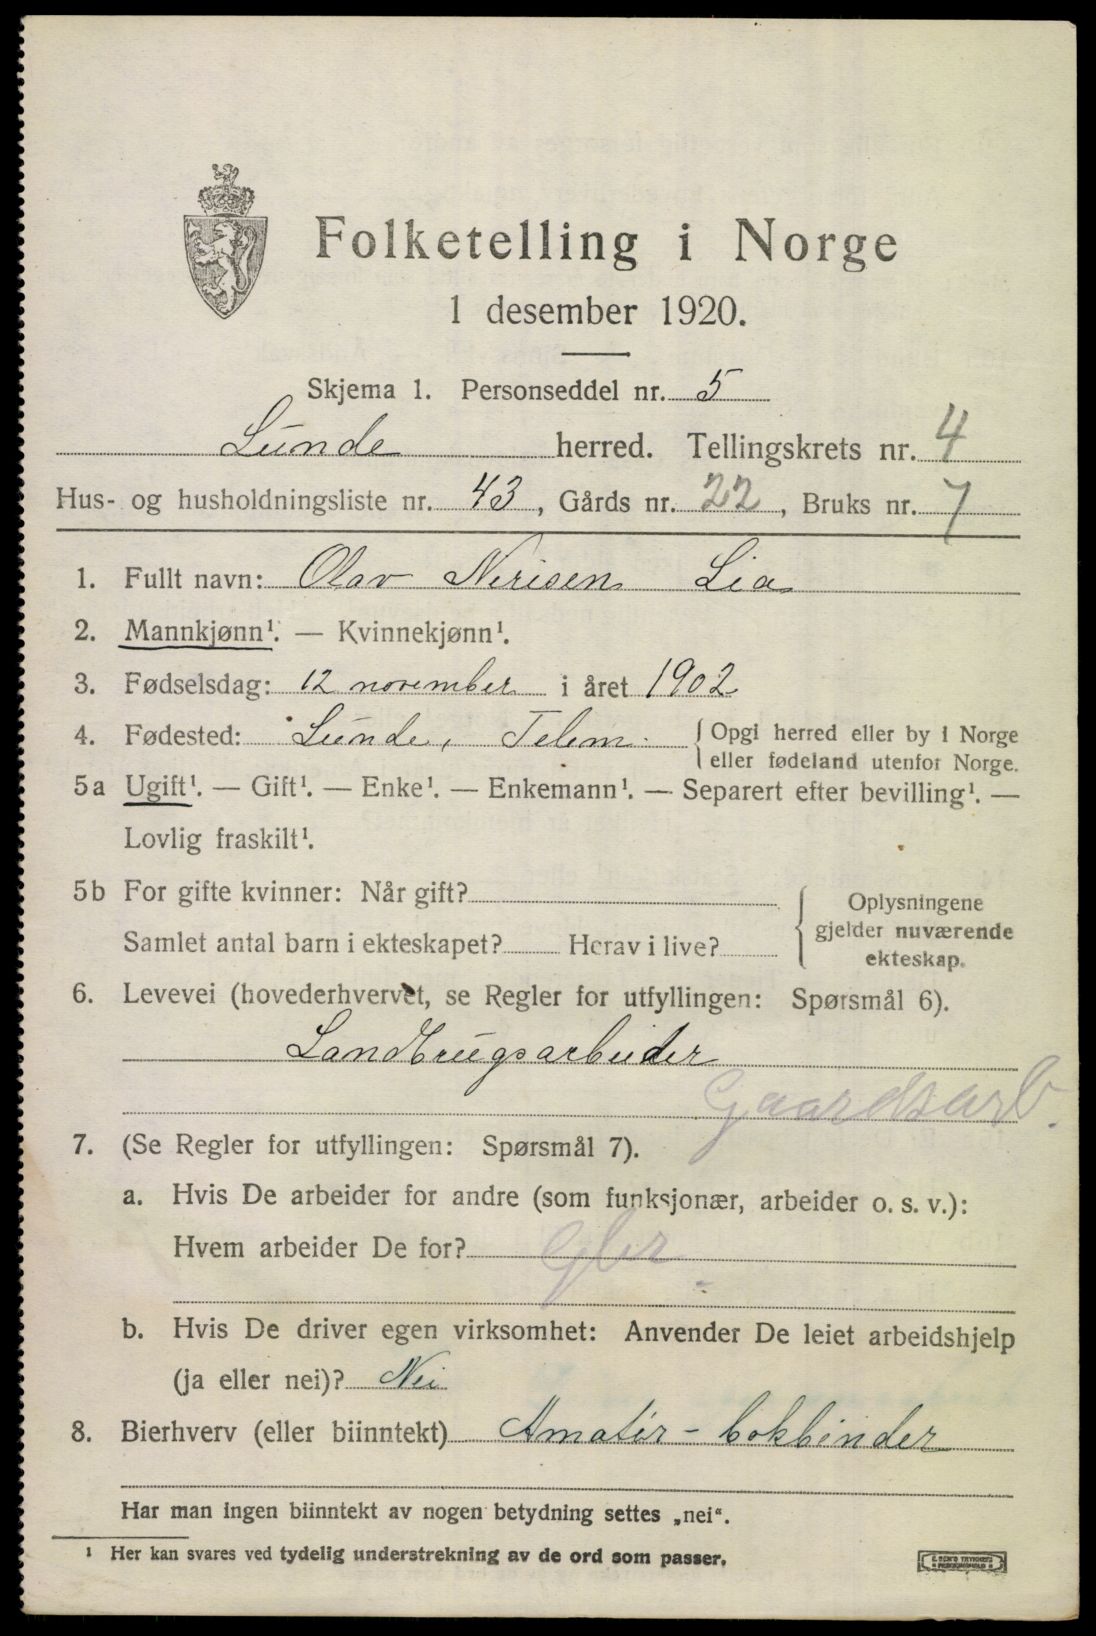 Folketelling i Norge
1 desember 1920.
Skjema 1. Personseddel nr. 5
Lunde herred. Tellingskrets nr. 4
Hus- og husholdningsliste nr. 43, Gårds nr. 22, Bruks nr. 7
1. Fullt navn: Olav Nerisen Lia
2. Mannkjønn¹. — Kvinnekjønn¹.
3. Fødselsdag: 12 november i året 1902
4. Fødested: Lunde, Telem. { Opgi herred eller by i Norge
eller fødeland utenfor Norge.
5a Ugift¹. — Gift¹. — Enke¹. — Enkemann¹. — Separert efter bevilling¹. —
Lovlig fraskilt¹.
5b For gifte kvinner: Når gift?
Samlet antal barn i ekteskapet? Herav i live?
{ Oplysningene
gjelder nuværende
ekteskap.
6. Levevei (hovederhvervet, se Regler for utfyllingen: Spørsmål 6).
Landbrugsarbeider
Gaardsarb.
7. (Se Regler for utfyllingen: Spørsmål 7).
a. Hvis De arbeider for andre (som funksjonær, arbeider o. s. v.):
Hvem arbeider De for?
b. Hvis De driver egen virksomhet: Anvender De leiet arbeidshjelp
(ja eller nei)? Nei
8. Bierhverv (eller biinntekt) Amatør - bokbinder
Har man ingen biinntekt av nogen betydning settes „nei“.
¹ Her kan svares ved tydelig understrekning av de ord som passer.